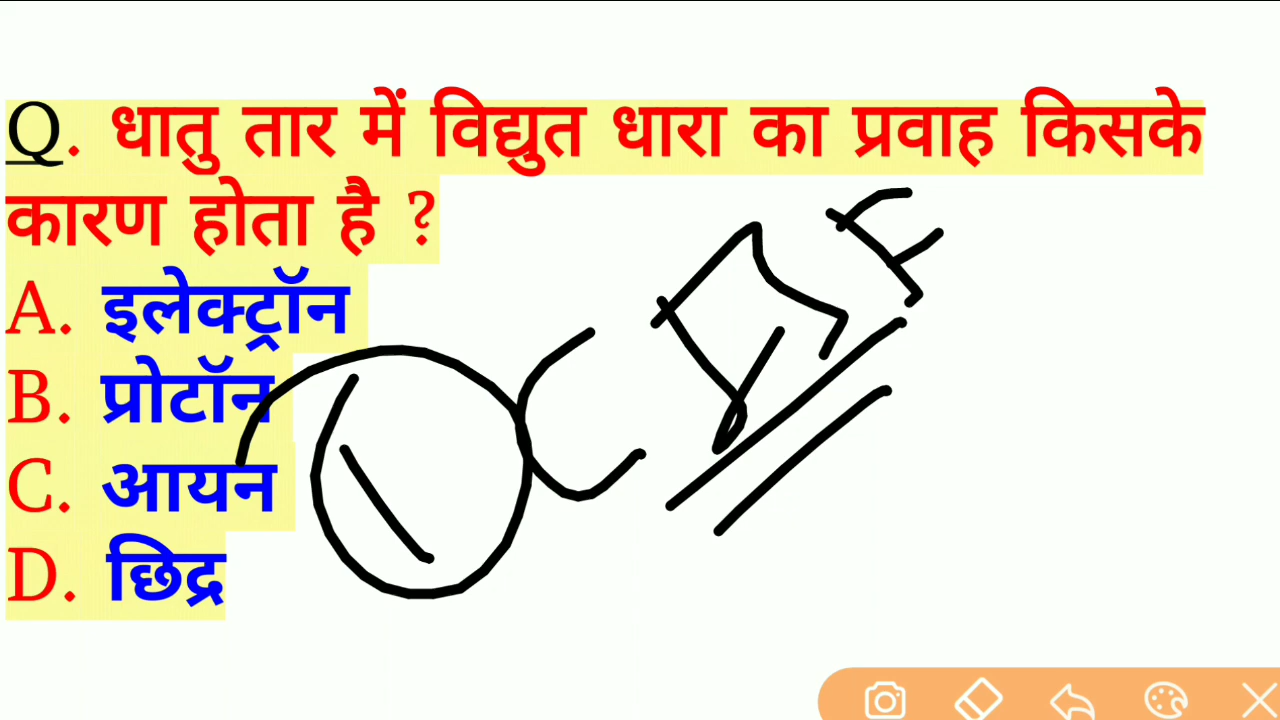 Q. धातु तार में विद्युत धारा का प्रवाह किसके
कारण होता है ?
A. इलेक्ट्रॉन
B. प्रोटॉन
C. आयन
D. छिद्र